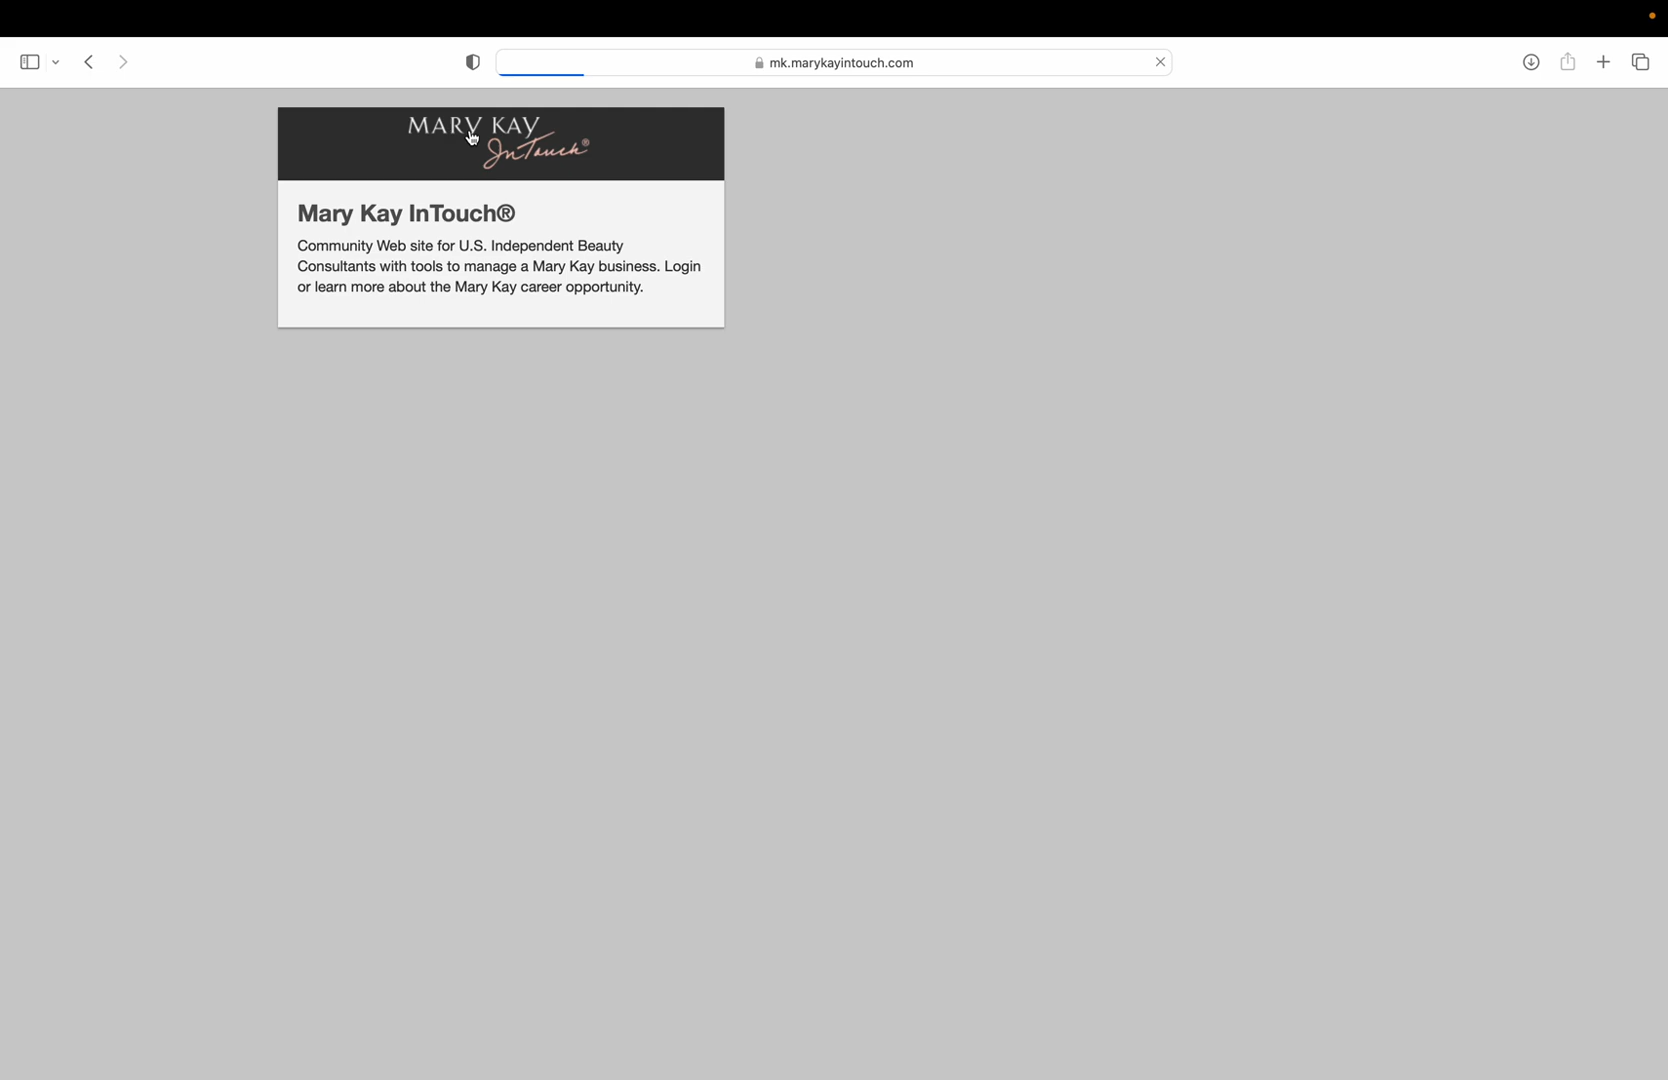 mk.marykayintouch.com
MARY KAY
InTouch®
Mary Kay InTouch®
Community Web site for U.S. Independent Beauty
Consultants with tools to manage a Mary Kay business. Login
or learn more about the Mary Kay career opportunity.